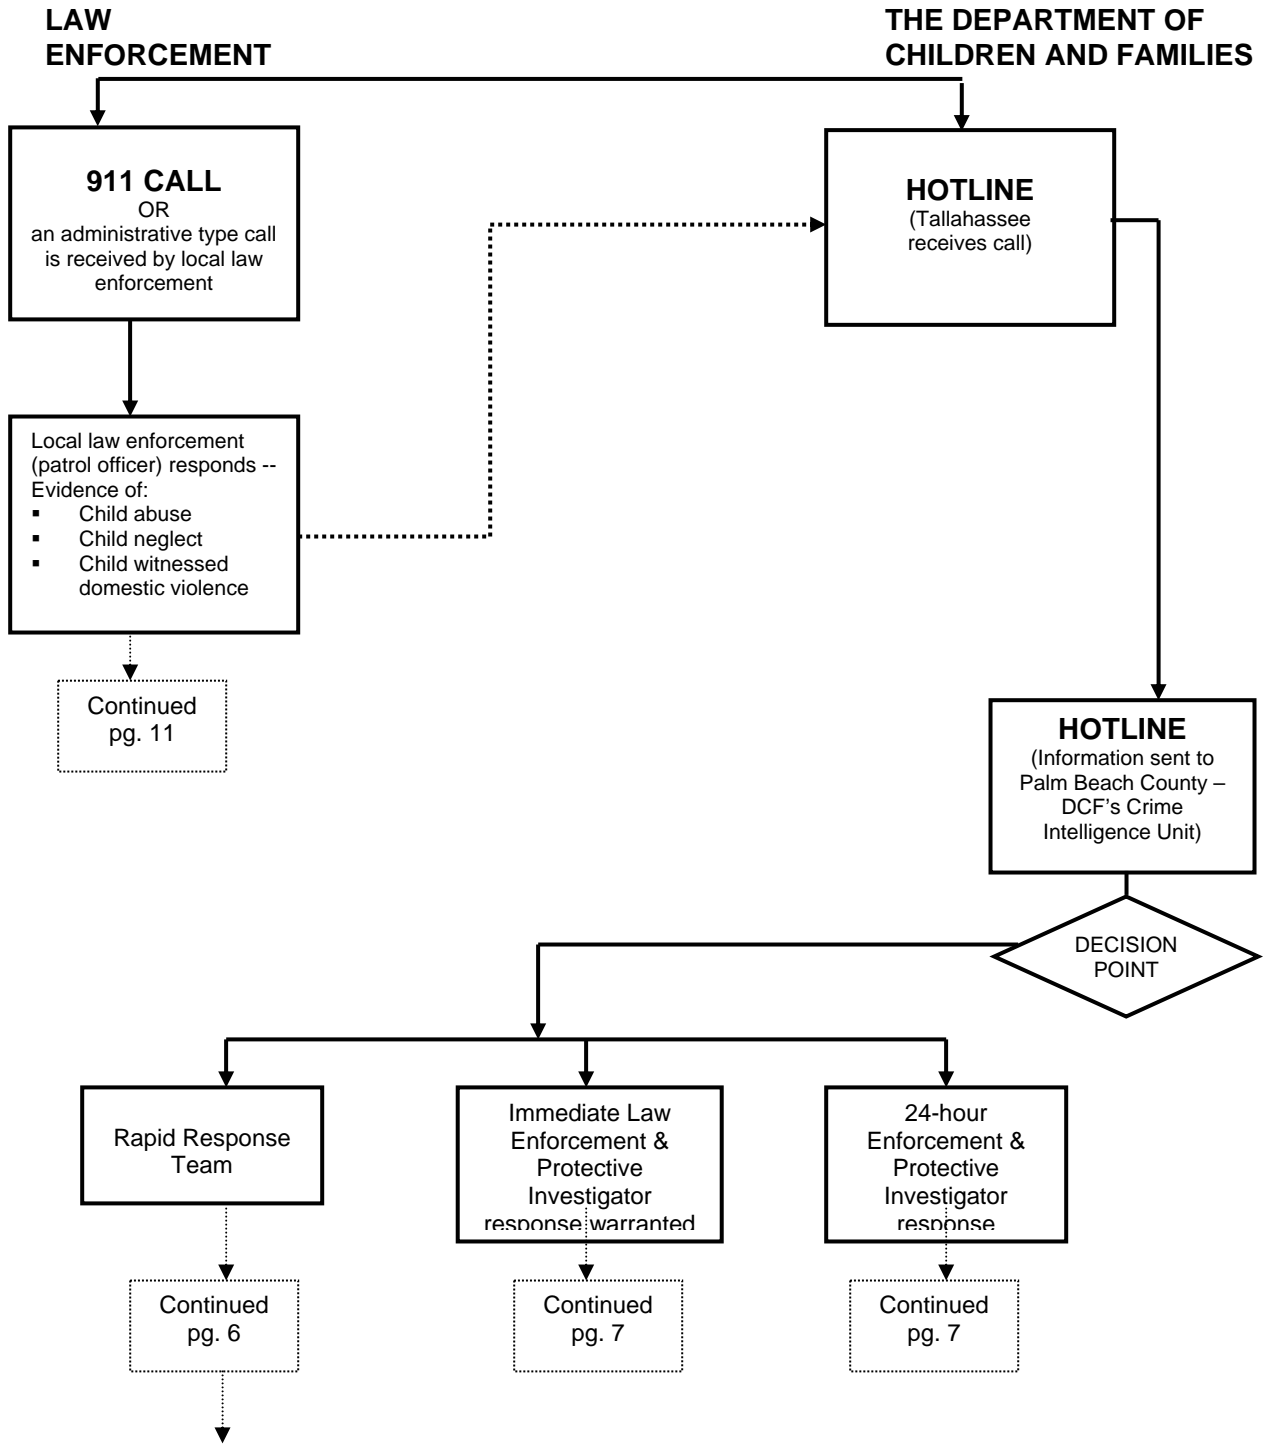 LAW
ENFORCEMENT
THE DEPARTMENT OF
CHILDREN AND FAMILIES
911 CALL
OR
an administrative type call
is received by local law
enforcement
HOTLINE
(Tallahassee
receives call)
Local law enforcement
(patrol officer) responds --
Evidence of:
▪ Child abuse
▪ Child neglect
▪ Child witnessed
domestic violence
Continued
pg. 11
HOTLINE
(Information sent to
Palm Beach County –
DCF's Crime
Intelligence Unit)
DECISION
POINT
Rapid Response
Team
Immediate Law
Enforcement &
Protective
Investigator
response warranted
24-hour
Enforcement &
Protective
Investigator
response
Continued
pg. 6
Continued
pg. 7
Continued
pg. 7